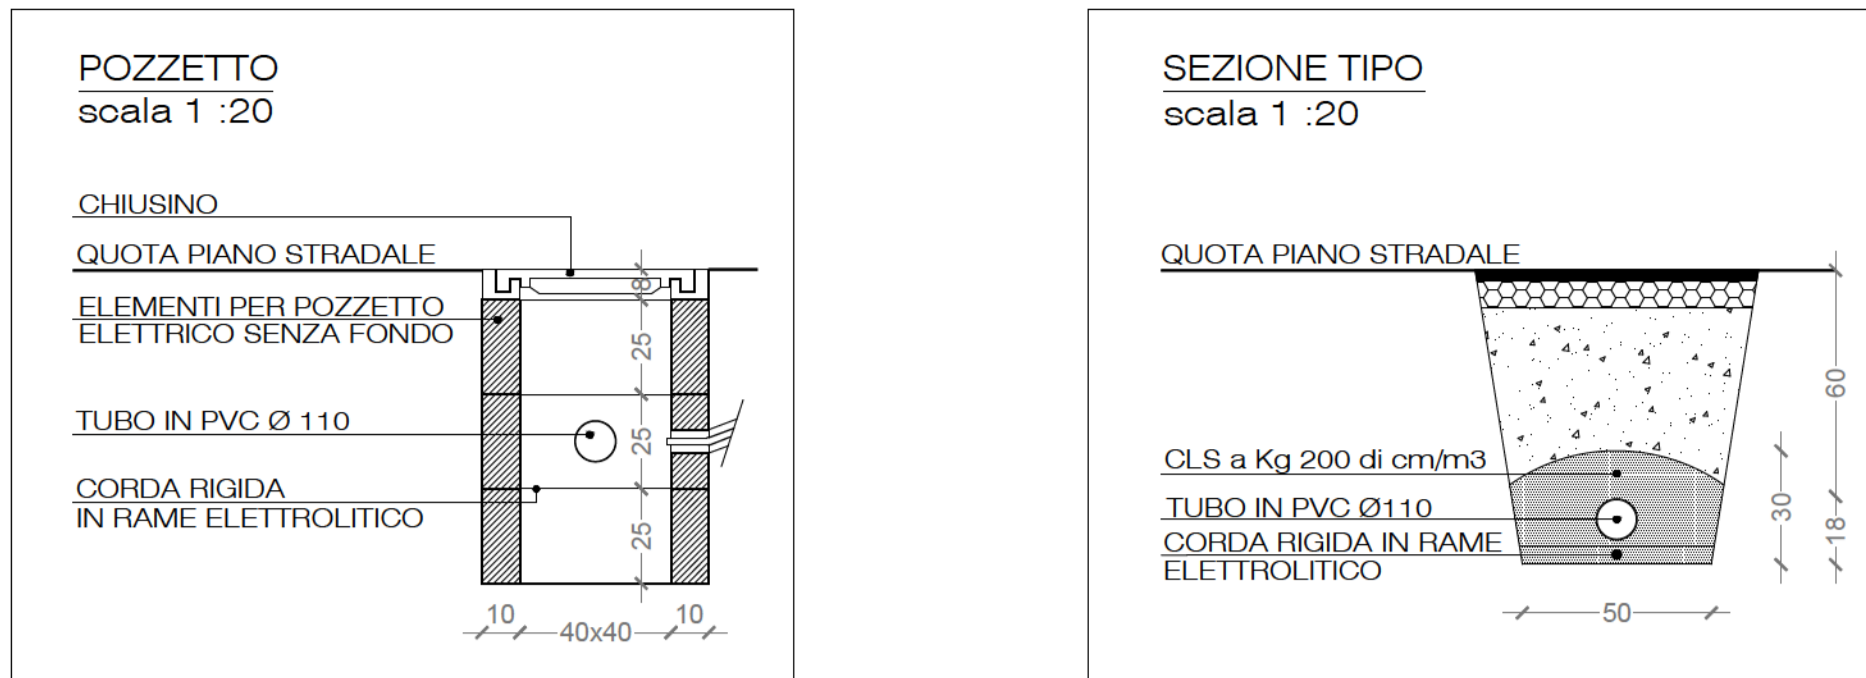 POZZETTO
scala 1 :20
CHIUSINO
QUOTA PIANO STRADALE
ELEMENTI PER POZZETTO
ELETTRICO SENZA FONDO
TUBO IN PVC Ø 110
CORDA RIGIDA
IN RAME ELETTROLITICO
8
25
25
25
10
40x40
10
SEZIONE TIPO
scala 1 :20
QUOTA PIANO STRADALE
CLS a Kg 200 di cm/m3
TUBO IN PVC Ø110
CORDA RIGIDA IN RAME
ELETTROLITICO
60
30
18
50